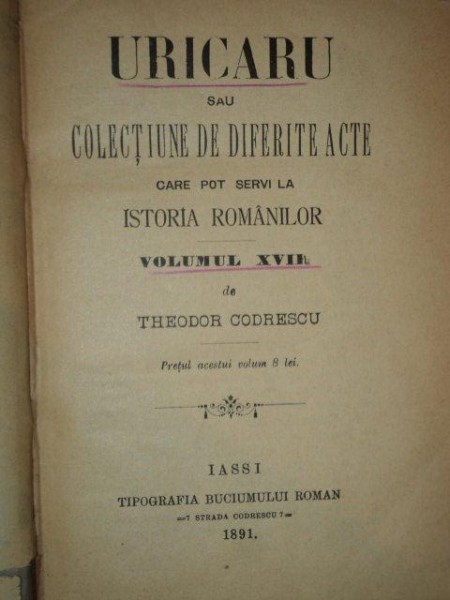 URICARU
SAU
COLECȚIUNE DE DIFERITE ACTE
CARE POT SERVI LA
ISTORIA ROMÂNILOR
VOLUMUL XVII.
de
THEODOR CODRESCU
Prețul acestui volum 8 lei.
IASSI
TIPOGRAFIA BUCIUMULUI ROMAN
7 STRADA CODRESCU 7
1891.